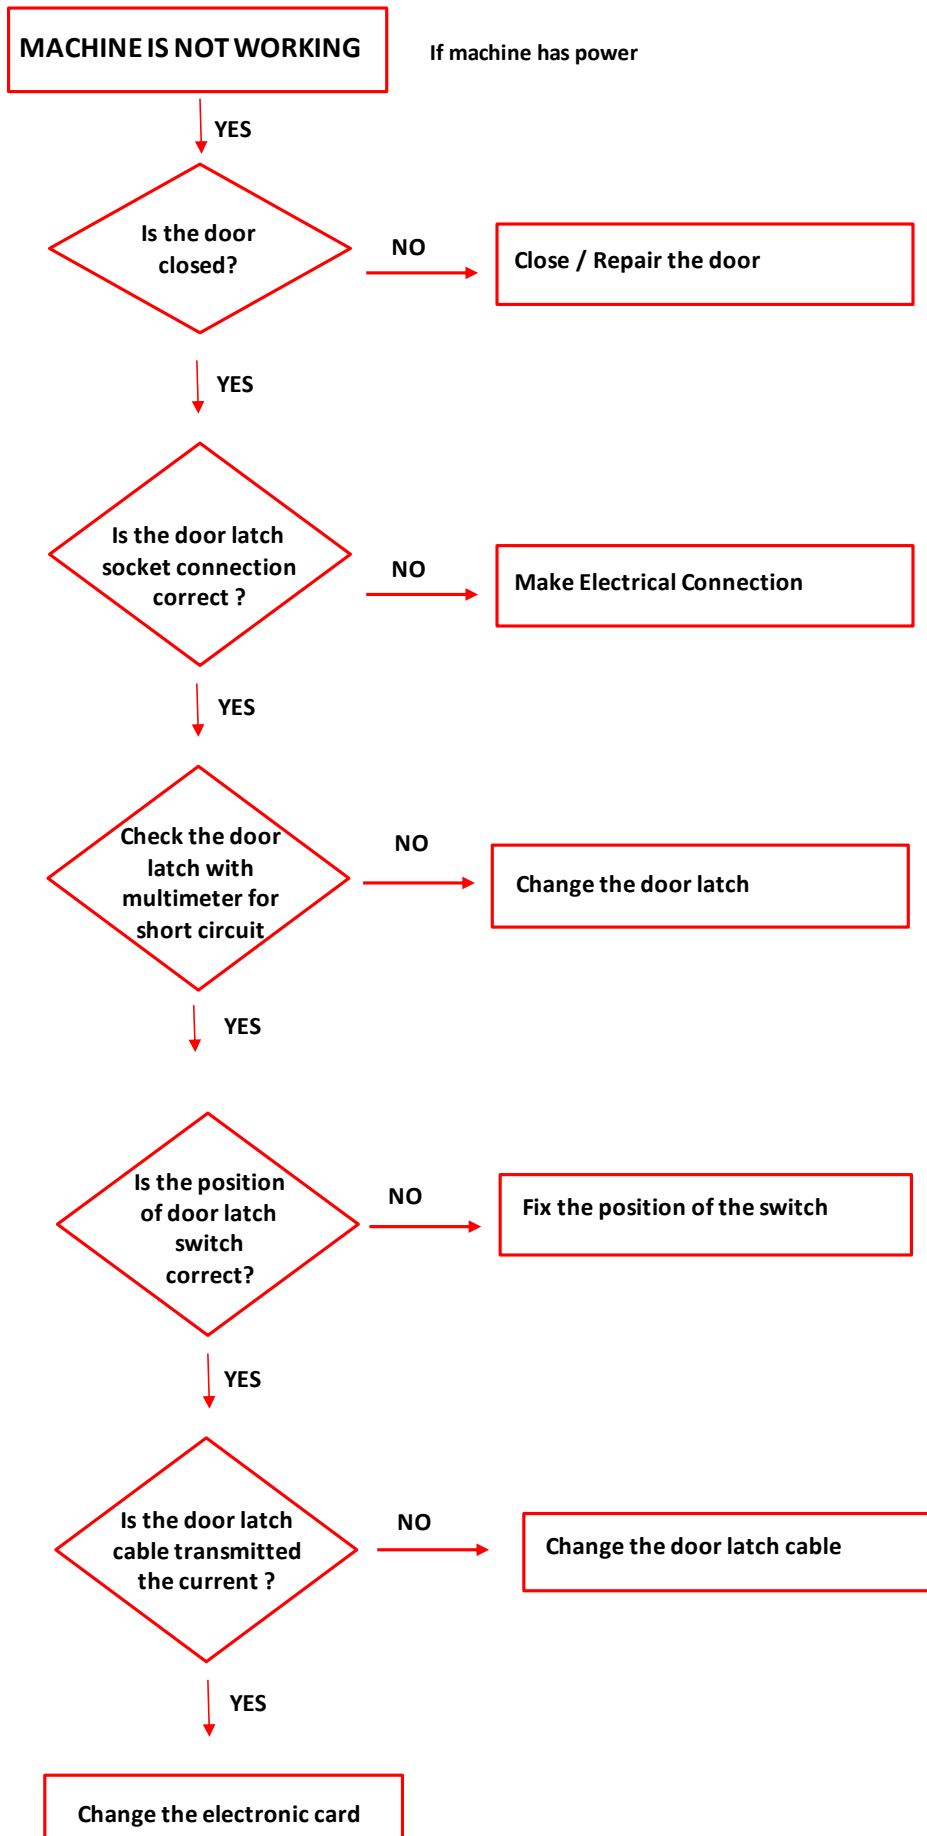 MACHINE IS NOT WORKING
If machine has power
YES
Is the door
closed?
NO
Close / Repair the door
YES
Is the door latch
socket connection
correct ?
NO
Make Electrical Connection
YES
Check the door
latch with
multimeter for
short circuit
NO
Change the door latch
YES
Is the position
of door latch
switch
correct?
NO
Fix the position of the switch
YES
Is the door latch
cable transmitted
the current ?
NO
Change the door latch cable
YES
Change the electronic card